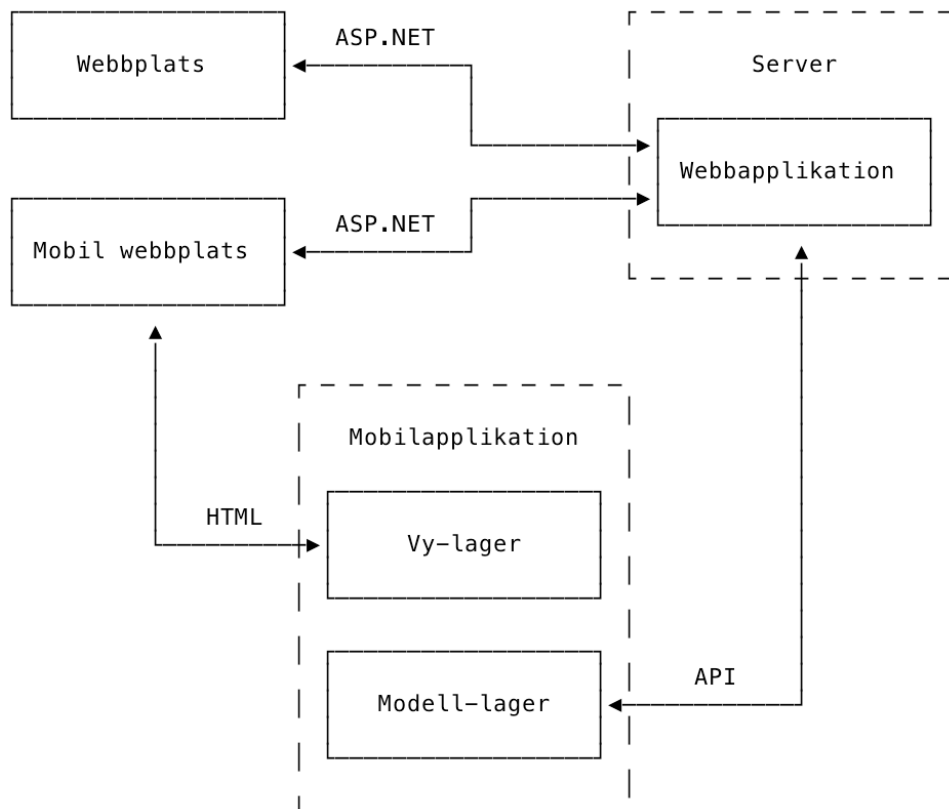 ASP.NET
Webbplats
Server
Webbapplikation
ASP.NET
Mobil webbplats
Mobilapplikation
HTML
Vy-lager
API
Modell-lager